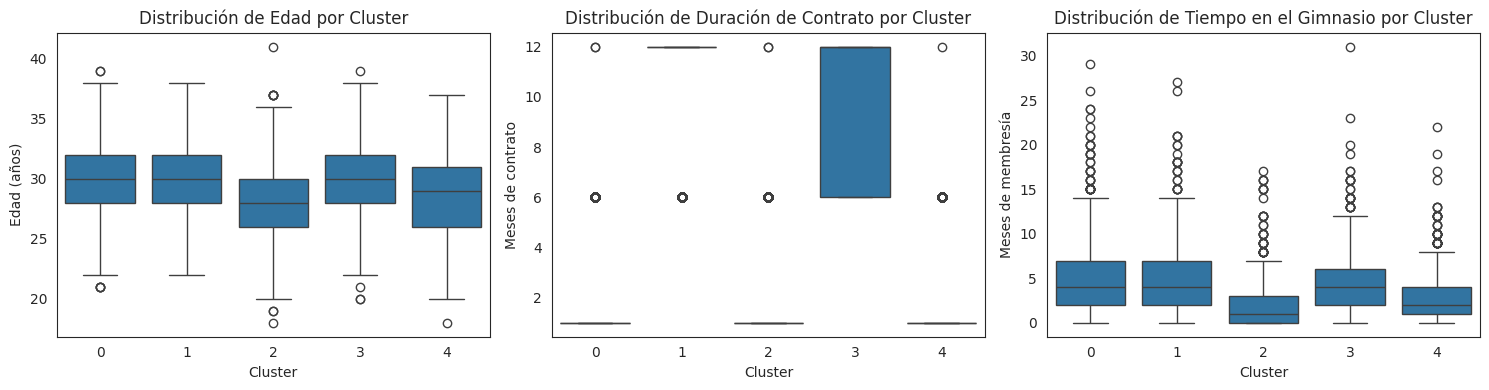 Distribución de Edad por Cluster
Edad (años)
40
35
30
25
20
0 1 2 3 4
Cluster
Distribución de Duración de Contrato por Cluster
Meses de contrato
12
10
8
6
4
2
0 1 2 3 4
Cluster
Distribución de Tiempo en el Gimnasio por Cluster
Meses de membresía
30
25
20
15
10
5
0
0 1 2 3 4
Cluster